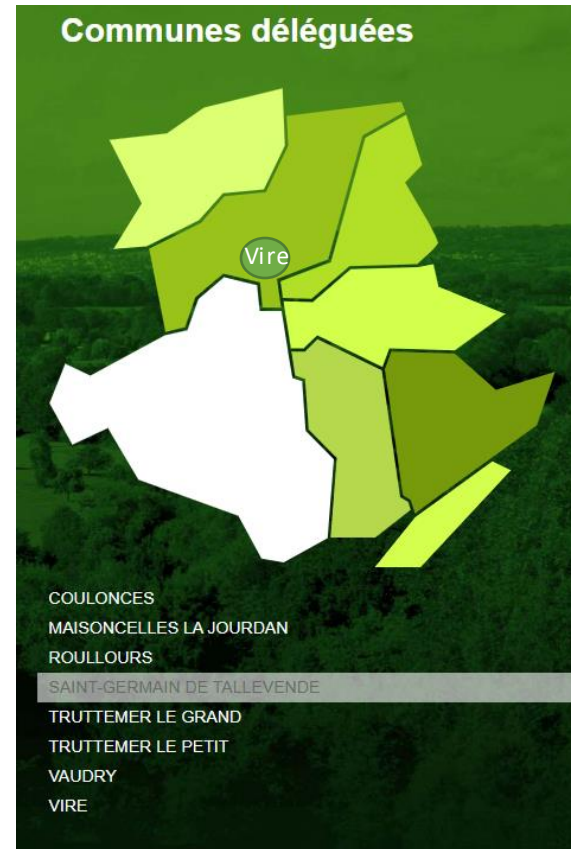 Communes déléguées
Vire
COULONCES
MAISONCELLES LA JOURDAN
ROULLOURS
SAINT-GERMAIN DE TALLEVENDE
TRUTTEMER LE GRAND
TRUTTEMER LE PETIT
VAUDRY
VIRE